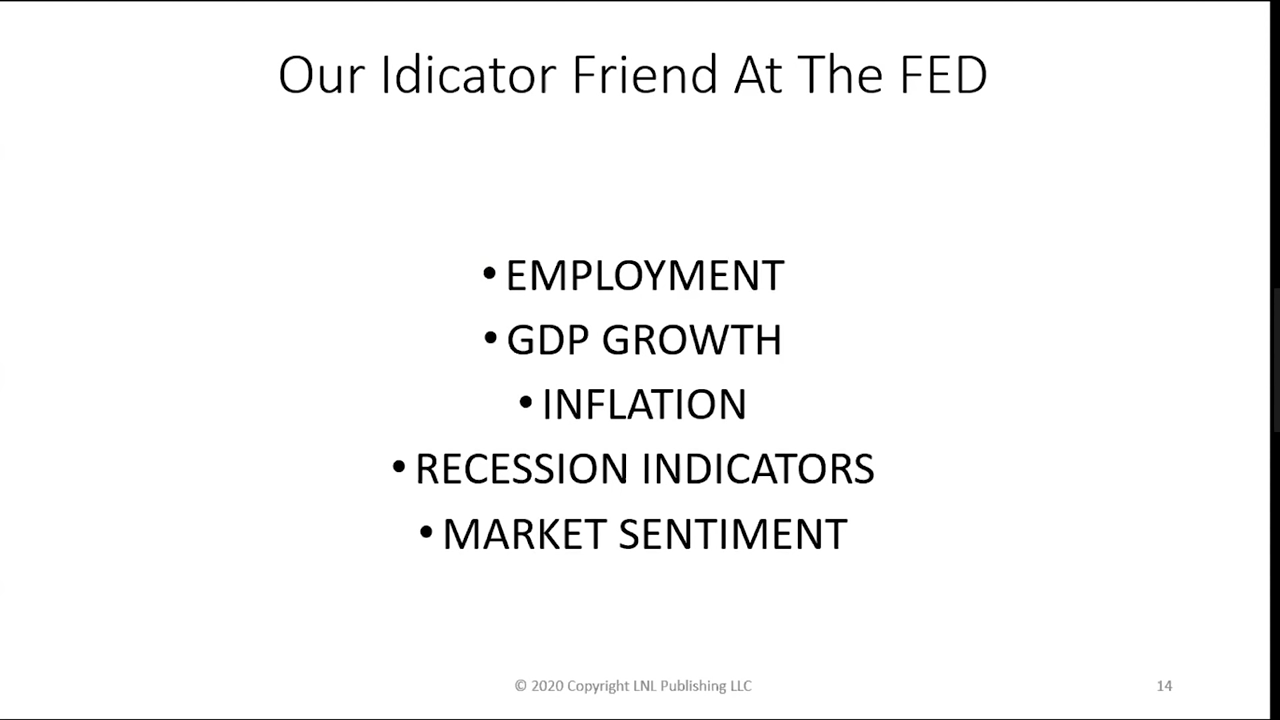 Our Idicator Friend At The FED
• EMPLOYMENT
• GDP GROWTH
• INFLATION
• RECESSION INDICATORS
• MARKET SENTIMENT
© 2020 Copyright LNL Publishing LLC
14